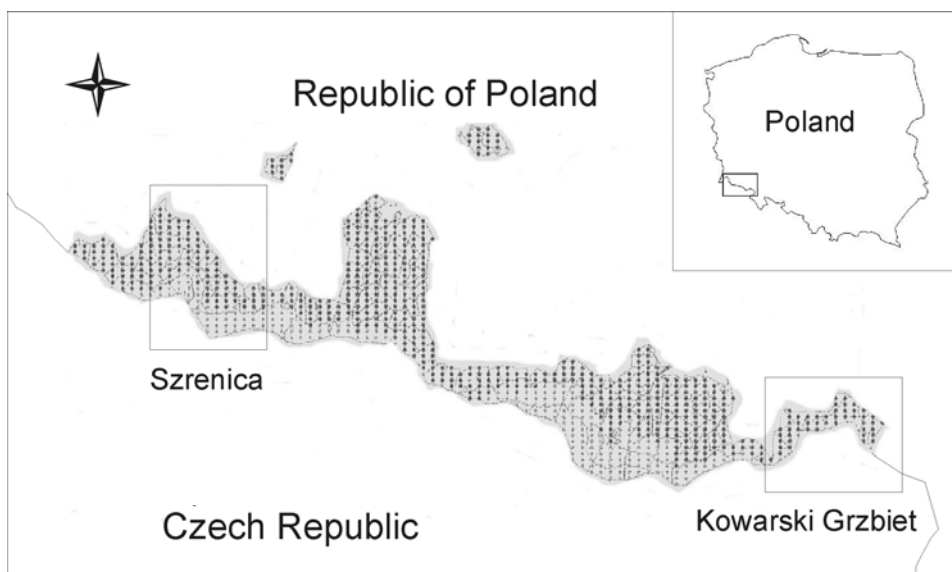 Republic of Poland
Poland
Szrenica
Kowarski Grzbiet
Czech Republic